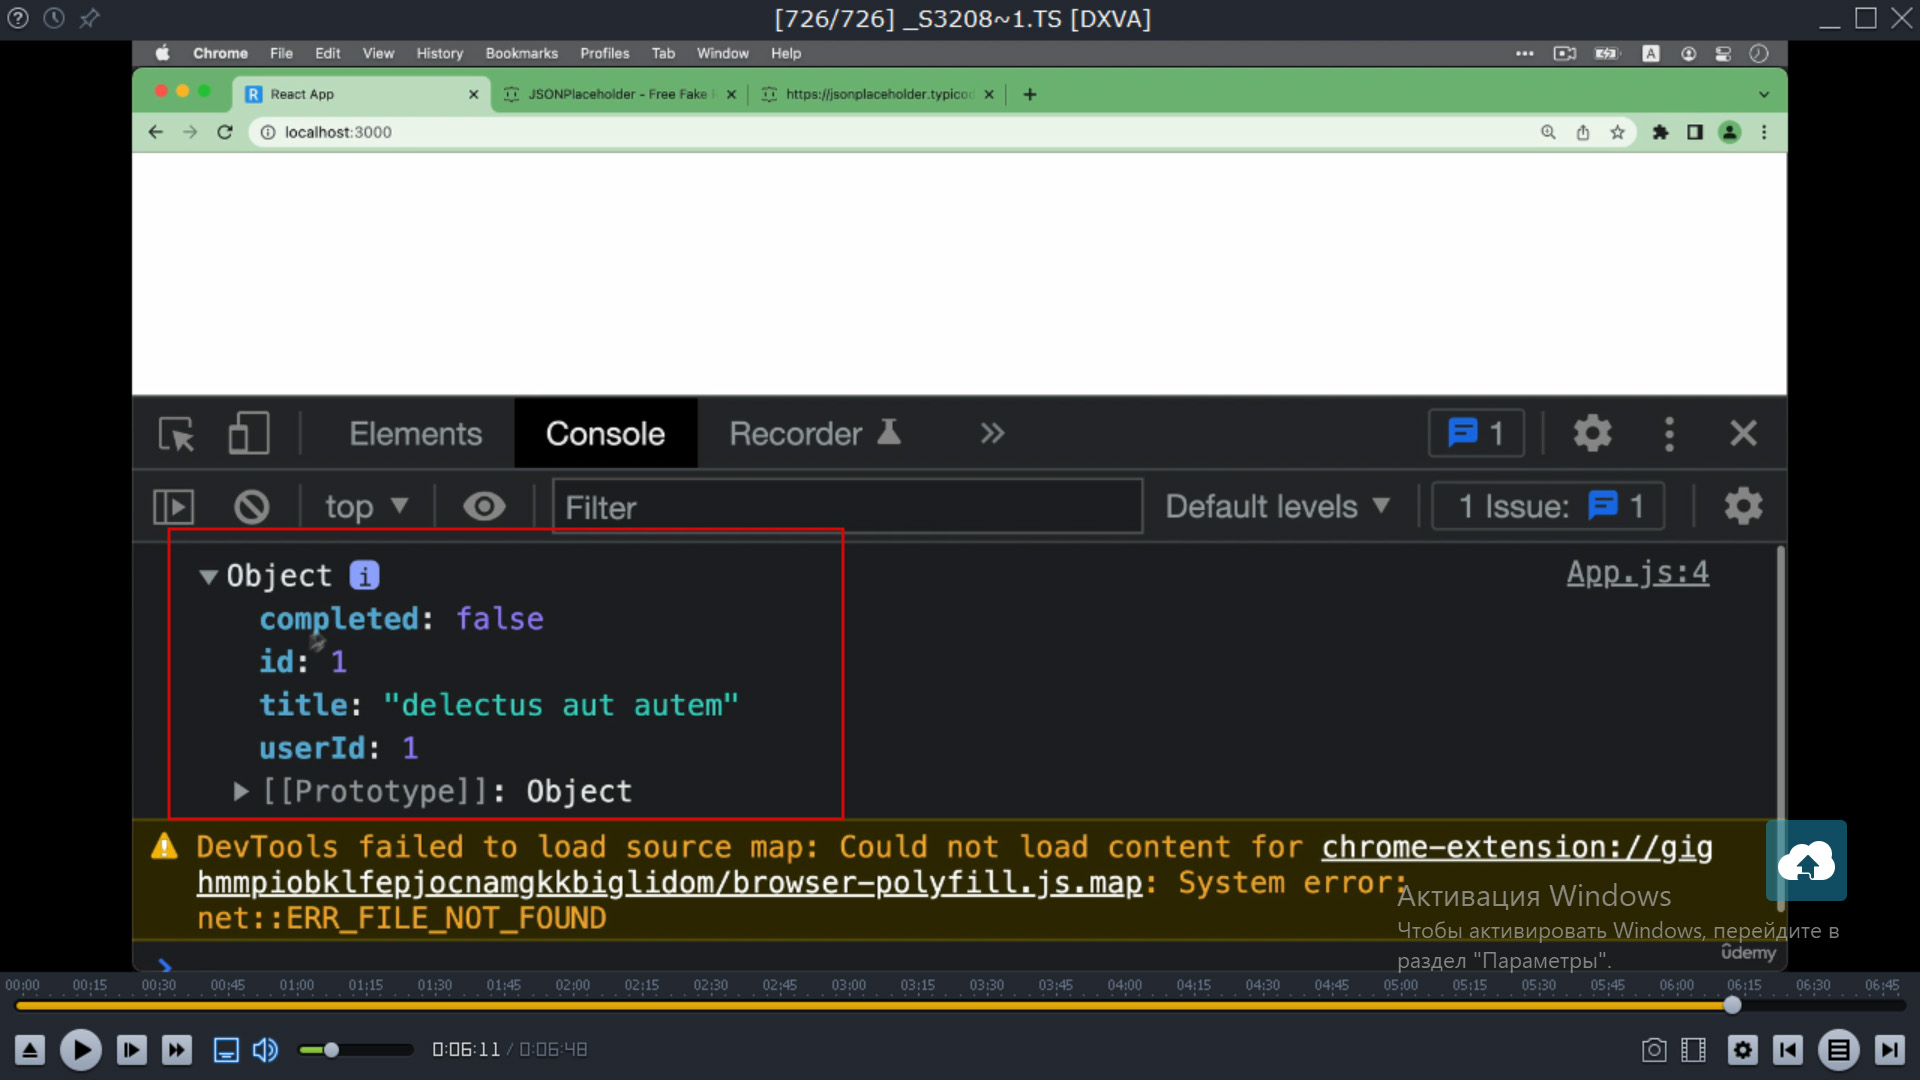 [726/726] _S3208~1.TS [DXVA]
Chrome File Edit View History Bookmarks Profiles Tab Window Help
A
R React App
JSONPlaceholder - Free Fake
https://jsonplaceholder.typico
localhost:3000
Elements Console Recorder 1
top Filter Default levels 1 Issue: 1
Object i App.js:4
completed: false
id: 1
title: "delectus aut autem"
userId: 1
[[Prototype]]: Object
DevTools failed to load source map: Could not load content for chrome-extension://gig
hmmpiobklfepjocnamgkkbiglidom/browser-polyfill.js.map: System error:
net::ERR_FILE_NOT_FOUND
Активация Windows
Чтобы активировать Windows, перейдите в
раздел "Параметры".
ûdemy
00:00 00:15 00:30 00:45 01:00 01:15 01:30 01:45 02:00 02:15 02:30 02:45 03:00 03:15 03:30 03:45 04:00 04:15 04:30 04:45 05:00 05:15 05:30 05:45 06:00 06:15 06:30 06:45
0:06:11 / 0:06:48